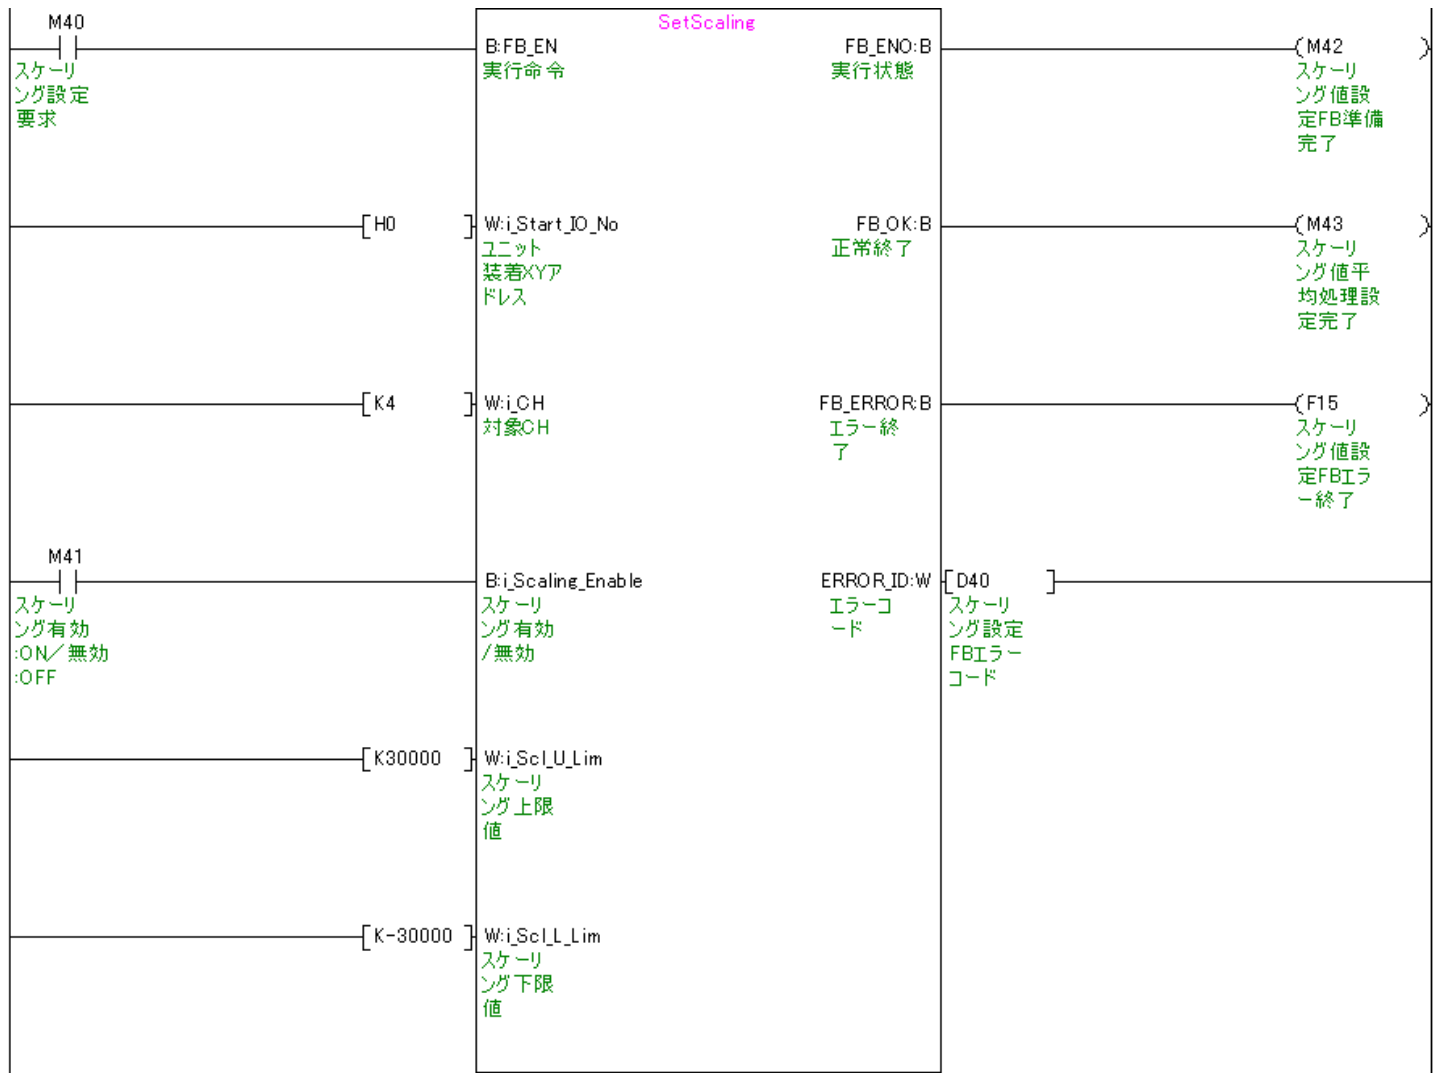 M40
スケーリ
ング設定
要求
SetScaling
B:FB_EN
実行命令
FB_ENO:B
実行状態
M42
スケーリ
ング値設
定FB準備
完了
H0
W:i_Start_IO_No
ユニット
装着XYア
ドレス
FB_OK:B
正常終了
M43
スケーリ
ング値平
均処理設
定完了
K4
W:i_CH
対象CH
FB_ERROR:B
エラー終
了
F15
スケーリ
ング値設
定FBエラ
ー終了
M41
スケーリ
ング有効
:ON/無効
:OFF
B:i_Scaling_Enable
スケーリ
ング有効
/無効
ERROR_ID:W
エラーコ
ード
D40
スケーリ
ング設定
FBエラー
コード
K30000
W:i_Scl_U_Lim
スケーリ
ング上限
値
K-30000
W:i_Scl_L_Lim
スケーリ
ング下限
値